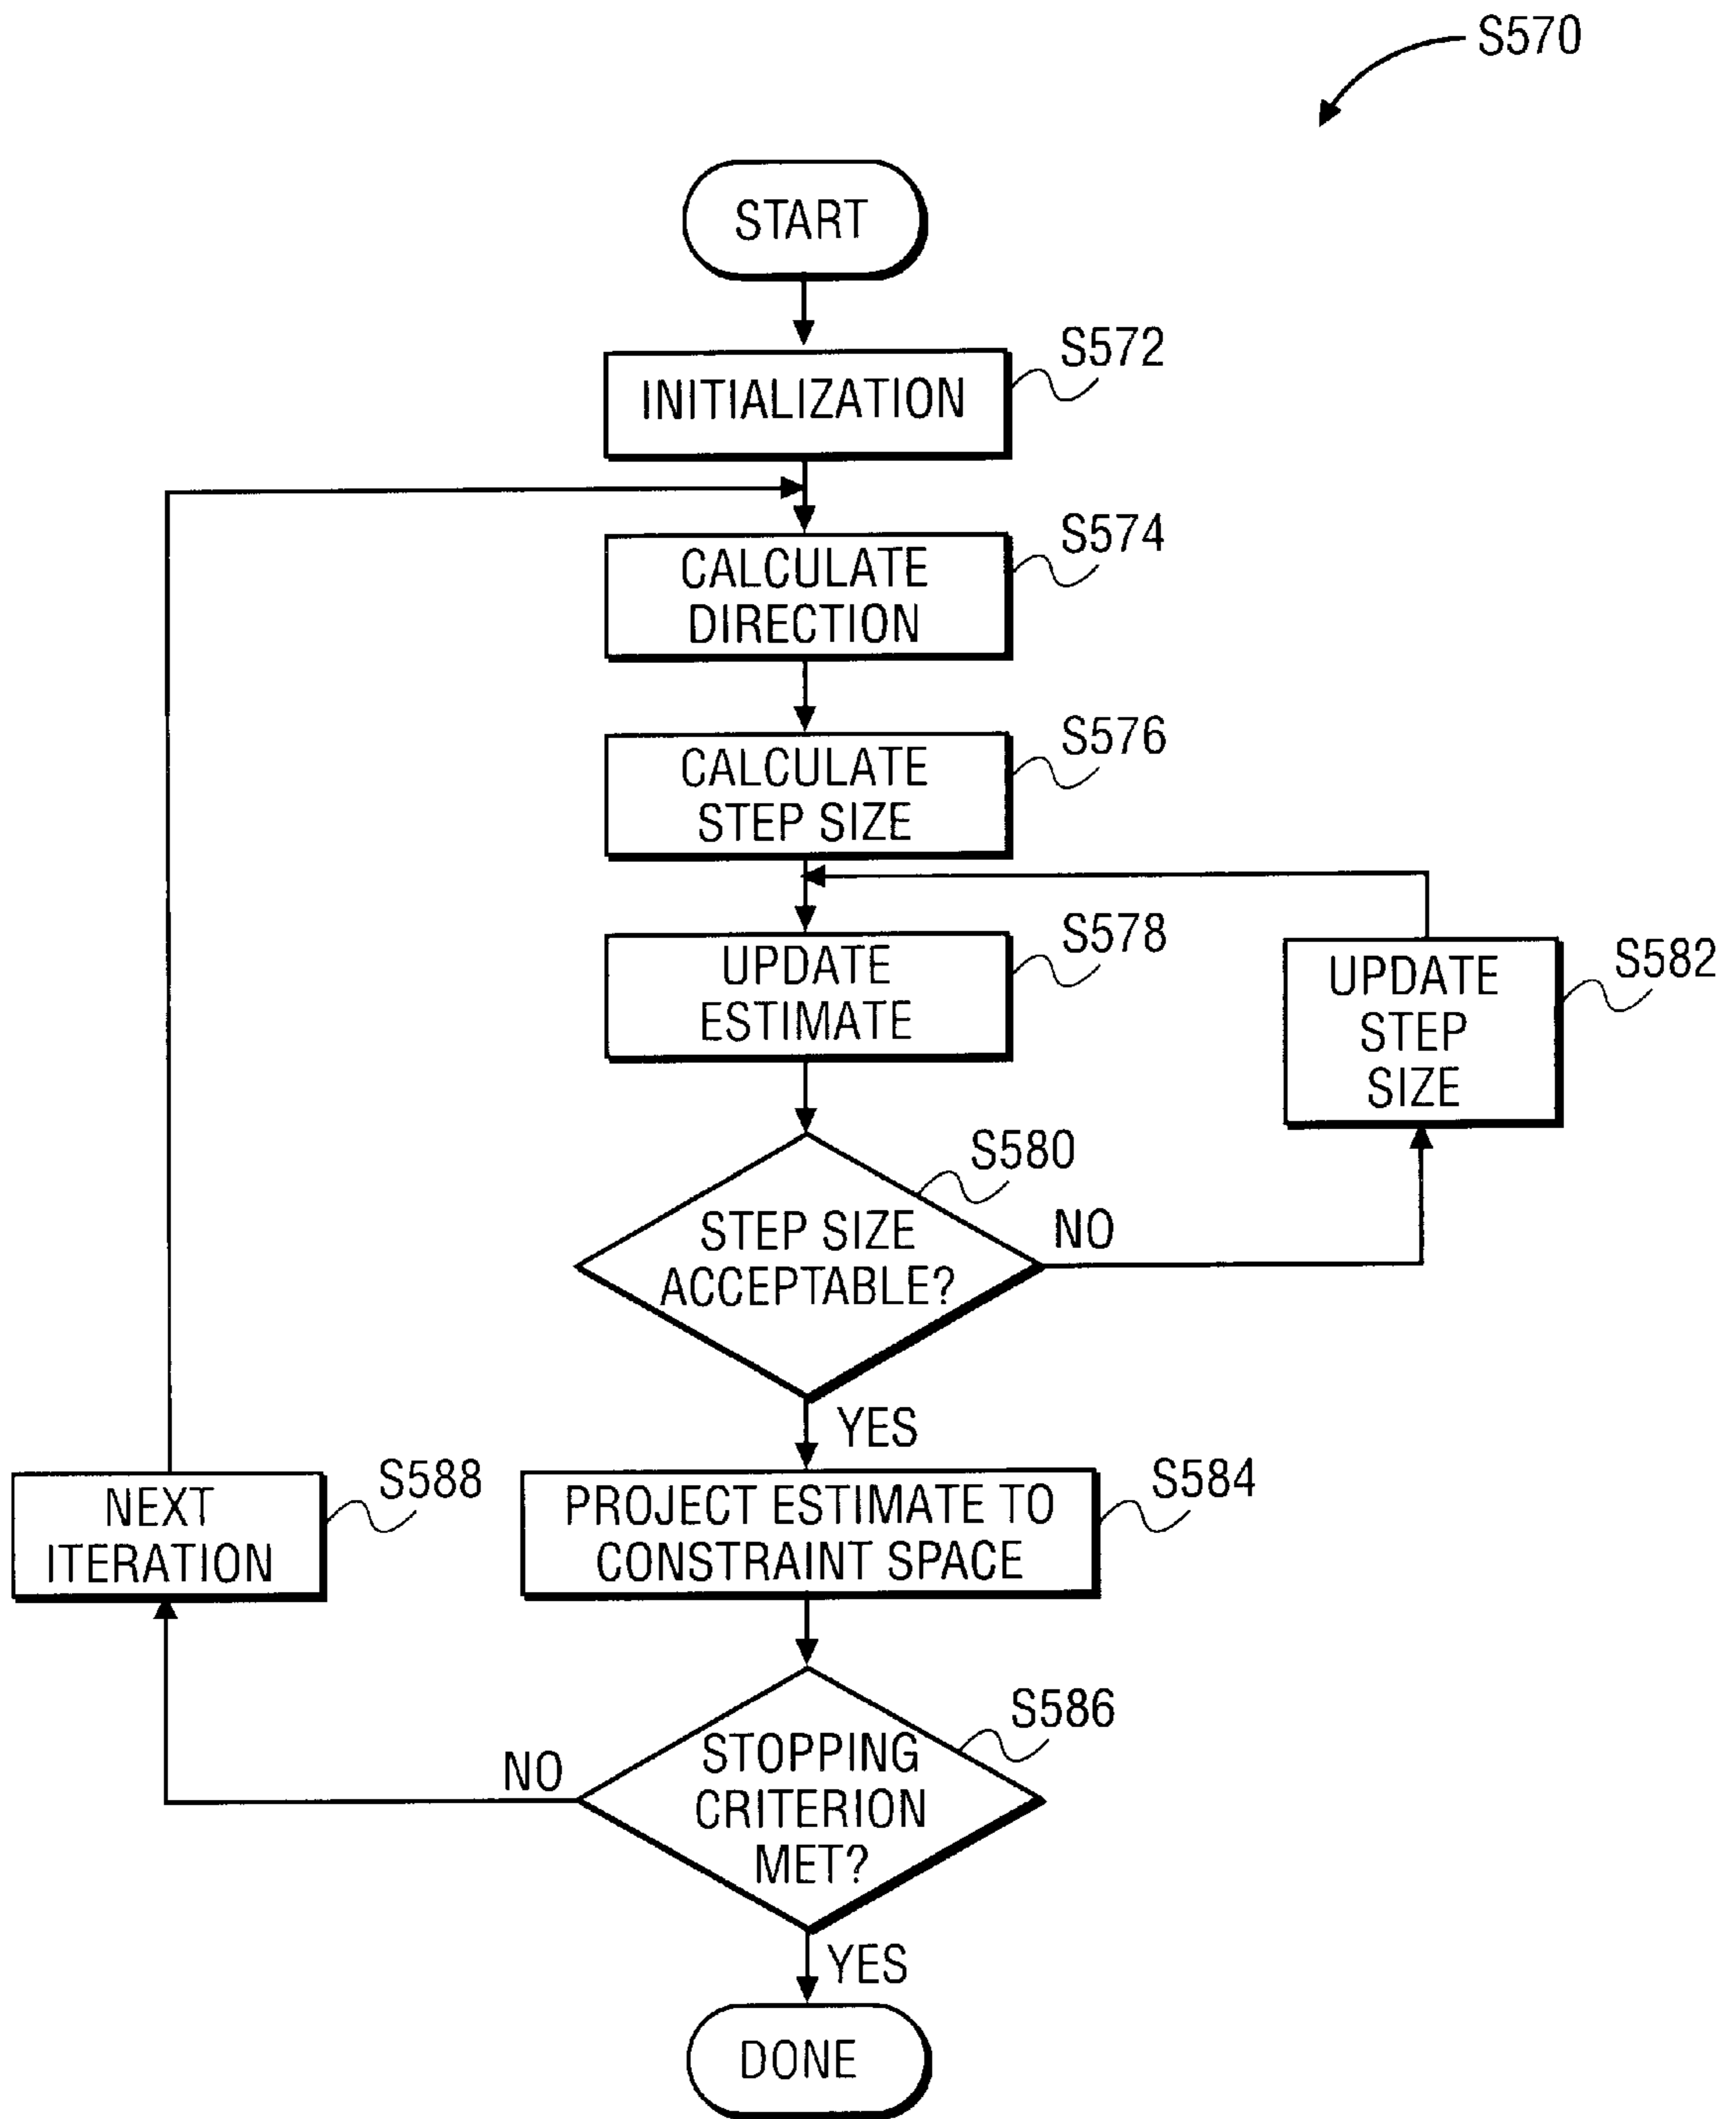 S570
START
S572
INITIALIZATION
S574
CALCULATE
DIRECTION
S576
CALCULATE
STEP SIZE
S578
UPDATE
ESTIMATE
S582
UPDATE
STEP
SIZE
S580
STEP SIZE
ACCEPTABLE?
NO
YES
S588
NEXT
ITERATION
S584
PROJECT ESTIMATE TO
CONSTRAINT SPACE
S586
STOPPING
CRITERION
MET?
NO
YES
DONE